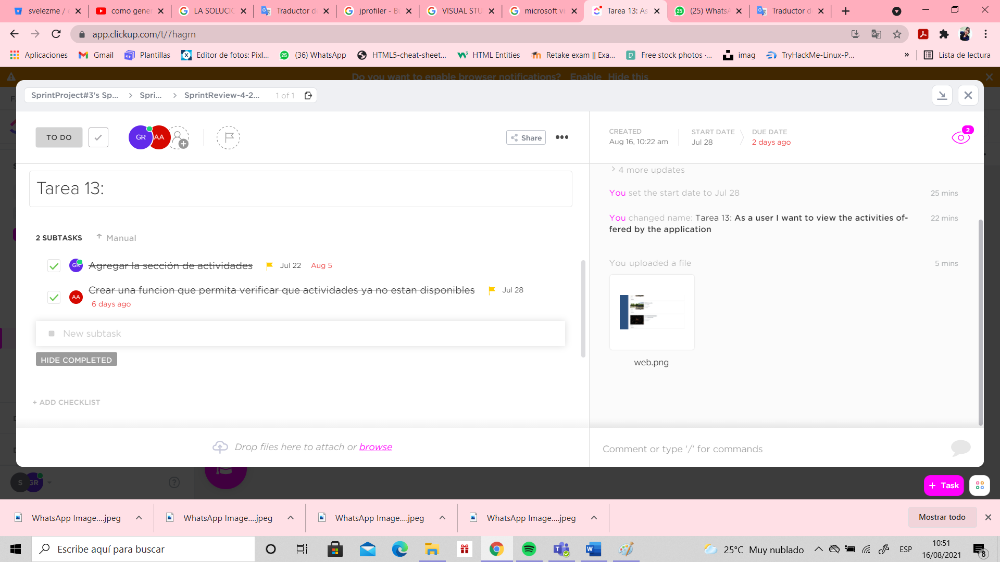 svelezme / e
como gener
LA SOLUCIO
Traductor de
jprofiler - Bu
VISUAL STU
microsoft vi
Tarea 13: As
(25) WhatsA
Traductor d
app.clickup.com/t/7hagrn
Aplicaciones
Gmail
Plantillas
Editor de fotos: Pixl...
(36) WhatsApp
HTML5-cheat-sheet...
HTML Entities
Retake exam || Exa...
Free stock photos ·...
imag
TryHackMe-Linux-P...
»
Lista de lectura
Do you want to enable browser notifications? Enable Hide this
SprintProject#3's Sp... > Spri... > SprintReview-4-2... 1 of 1
TO DO
GR
AA
Share
CREATED
Aug 16, 10:22 am
START DATE
Jul 28
DUE DATE
2 days ago
2
Tarea 13:
2 SUBTASKS
Manual
GR Agregar la sección de actividades Jul 22 Aug 5
AA Crear una funcion que permita verificar que actividades ya no estan disponibles Jul 28
6 days ago
New subtask
HIDE COMPLETED
+ ADD CHECKLIST
Drop files here to attach or browse
> 4 more updates
You set the start date to Jul 28 25 mins
You changed name: Tarea 13: As a user I want to view the activities of-
fered by the application
22 mins
You uploaded a file 5 mins
web.png
Comment or type '/' for commands
S GR
?
+ Task
WhatsApp Image....jpeg
WhatsApp Image....jpeg
WhatsApp Image....jpeg
WhatsApp Image....jpeg
Mostrar todo
Escribe aquí para buscar
25°C Muy nublado
ESP
10:51
16/08/2021
8